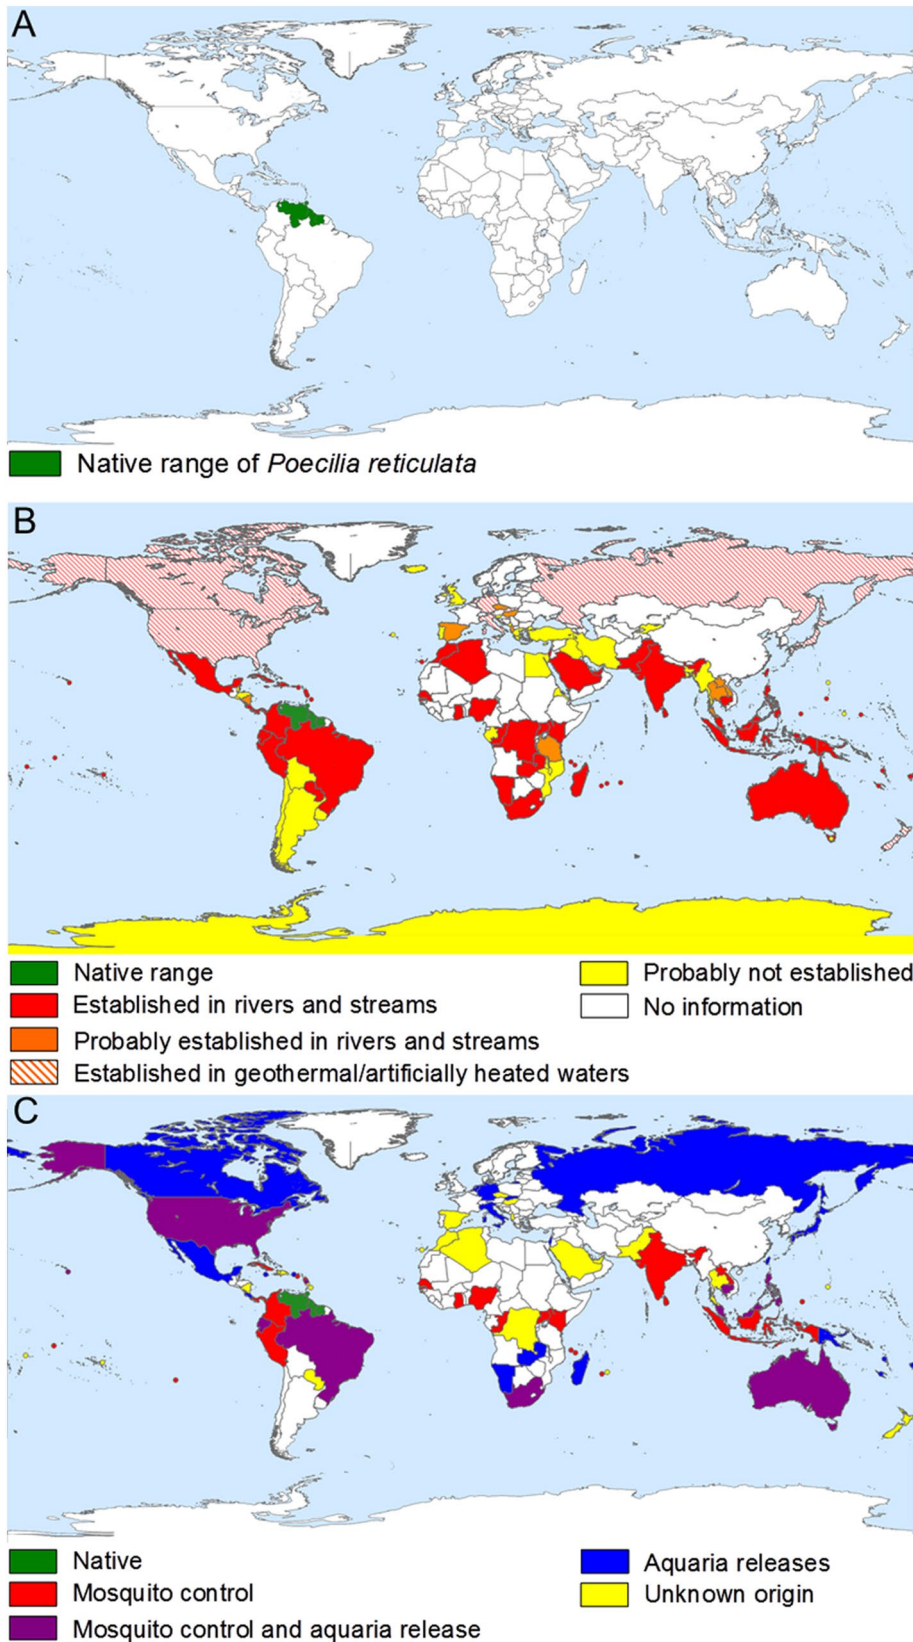 A
Native range of Poecilia reticulata
B
Native range
Established in rivers and streams
Probably established in rivers and streams
Established in geothermal/artificially heated waters
Probably not established
No information
C
Native
Mosquito control
Mosquito control and aquaria release
Aquaria releases
Unknown origin